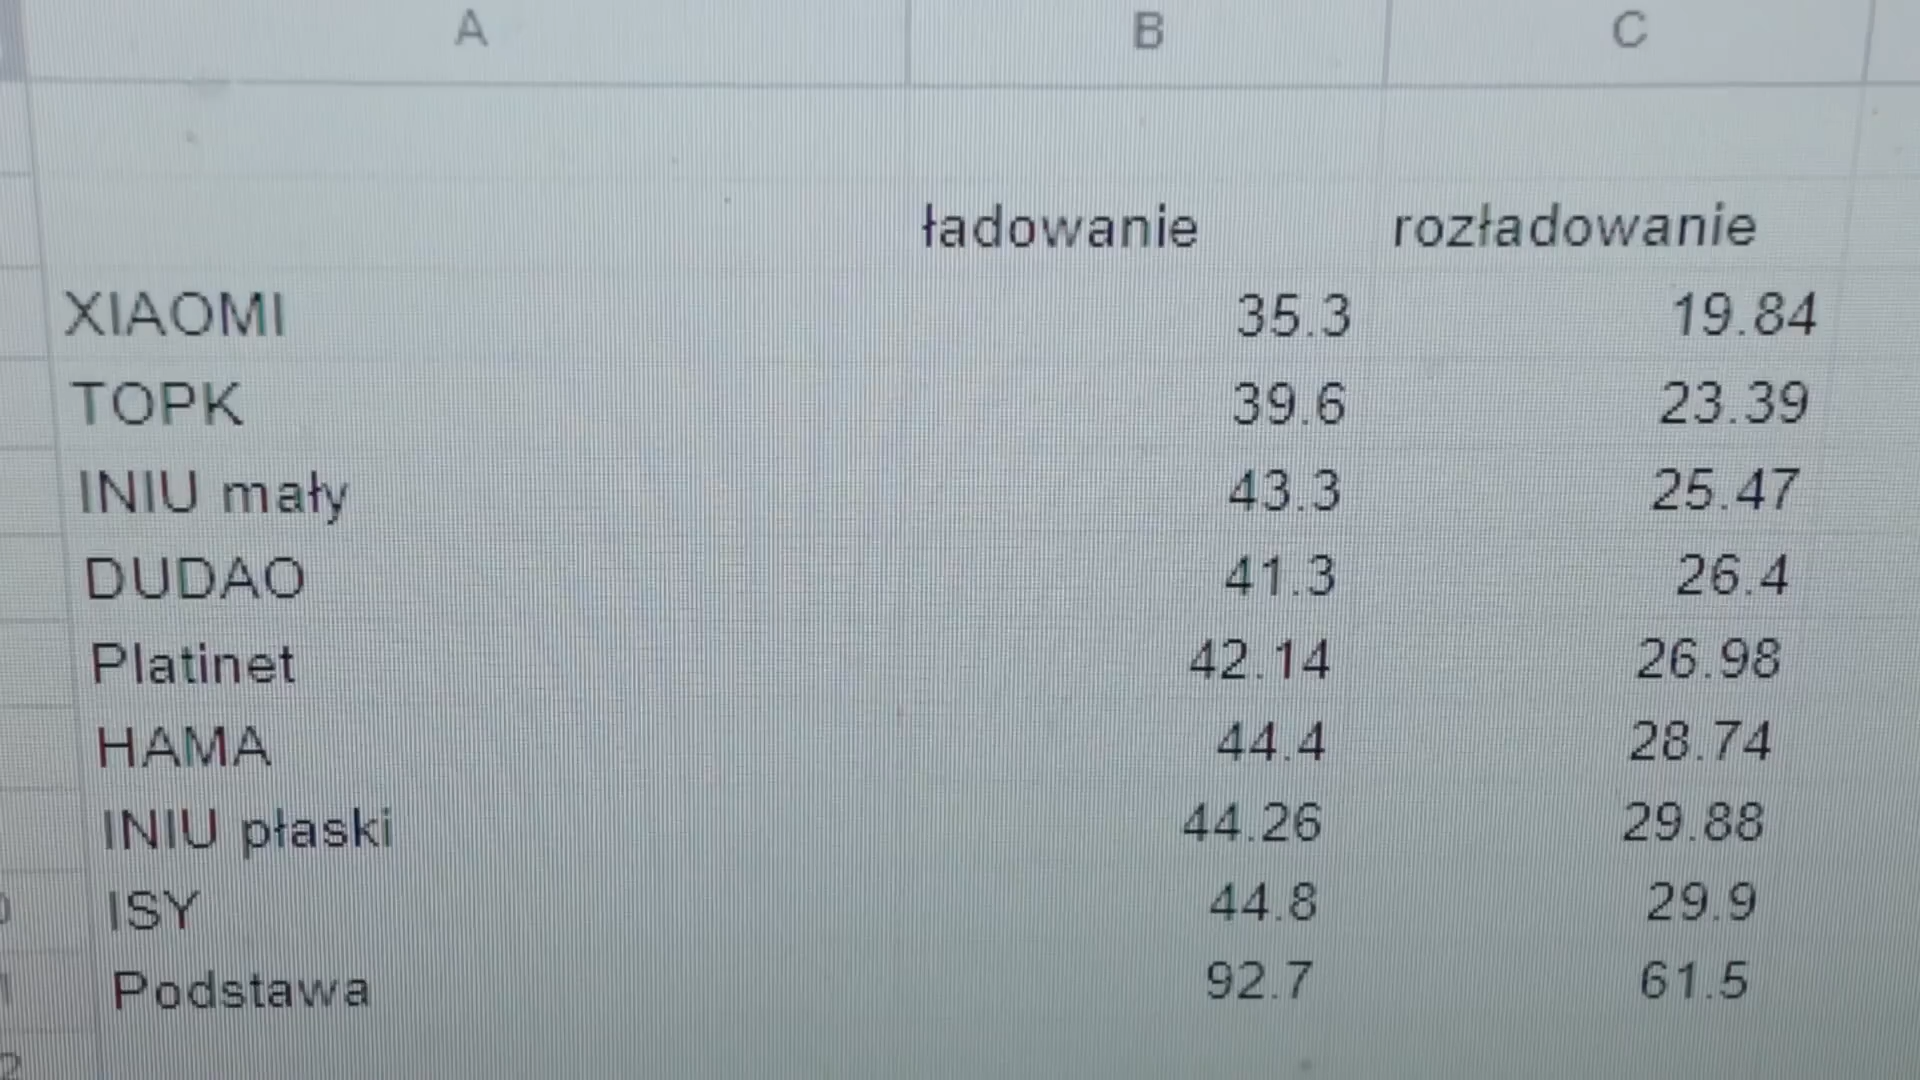 A B C
ładowanie rozładowanie
XIAOMI 35.3 19.84
TOPK 39.6 23.39
INIU mały 43.3 25.47
DUDAO 41.3 26.4
Platinet 42.14 26.98
HAMA 44.4 28.74
INIU płaski 44.26 29.88
ISY 44.8 29.9
Podstawa 92.7 61.5